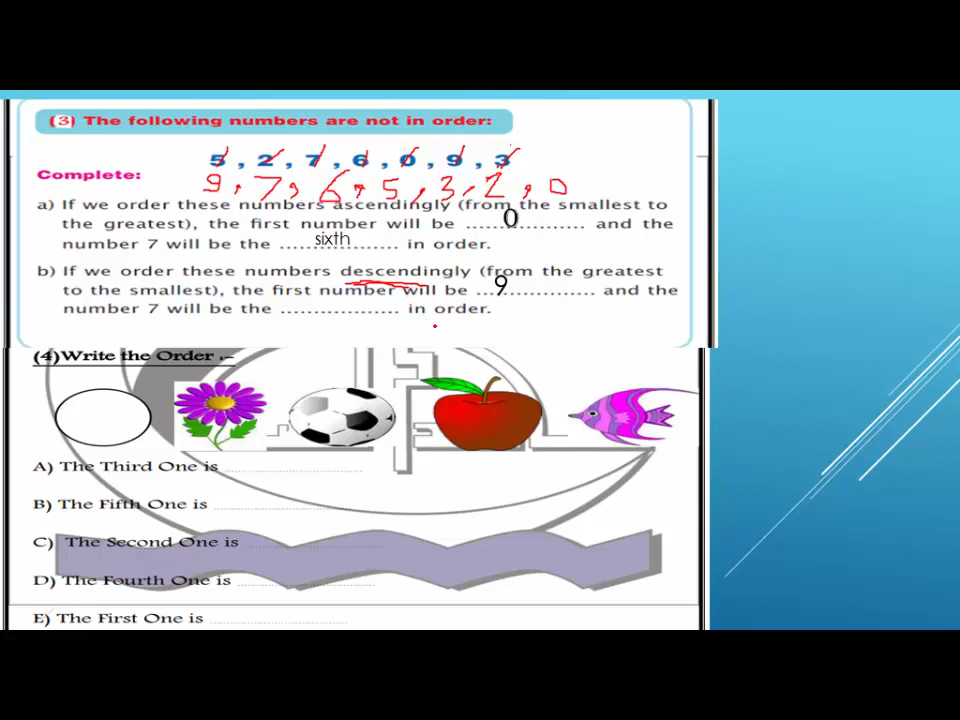 (3) The following numbers are not in order:
5 , 2 , 7 , 6 , 0 , 9 , 3
Complete:
9 , 7 , 6 , 5 , 3 , 2 , 0
a) If we order these numbers ascendingly (from the smallest to
the greatest), the first number will be ........0......... and the
number 7 will be the ......sixth........ in order.
b) If we order these numbers descendingly (from the greatest
to the smallest), the first number will be ...9.............. and the
number 7 will be the .................. in order.
(4)Write the Order :-
A) The Third One is ..............................
B) The Fifth One is ..............................
C) The Second One is ..............................
D) The Fourth One is ..............................
E) The First One is ..............................